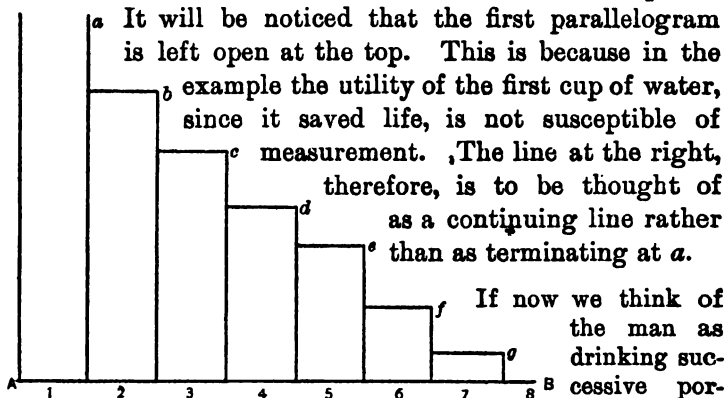 a It will be noticed that the first parallelogram
is left open at the top. This is because in the
b example the utility of the first cup of water,
since it saved life, is not susceptible of
c measurement. ,The line at the right,
therefore, is to be thought of
d as a continuing line rather
e than as terminating at a.
If now we think of
f the man as
g drinking suc-
A B cessive por-
1 2 3 4 5 6 7 8